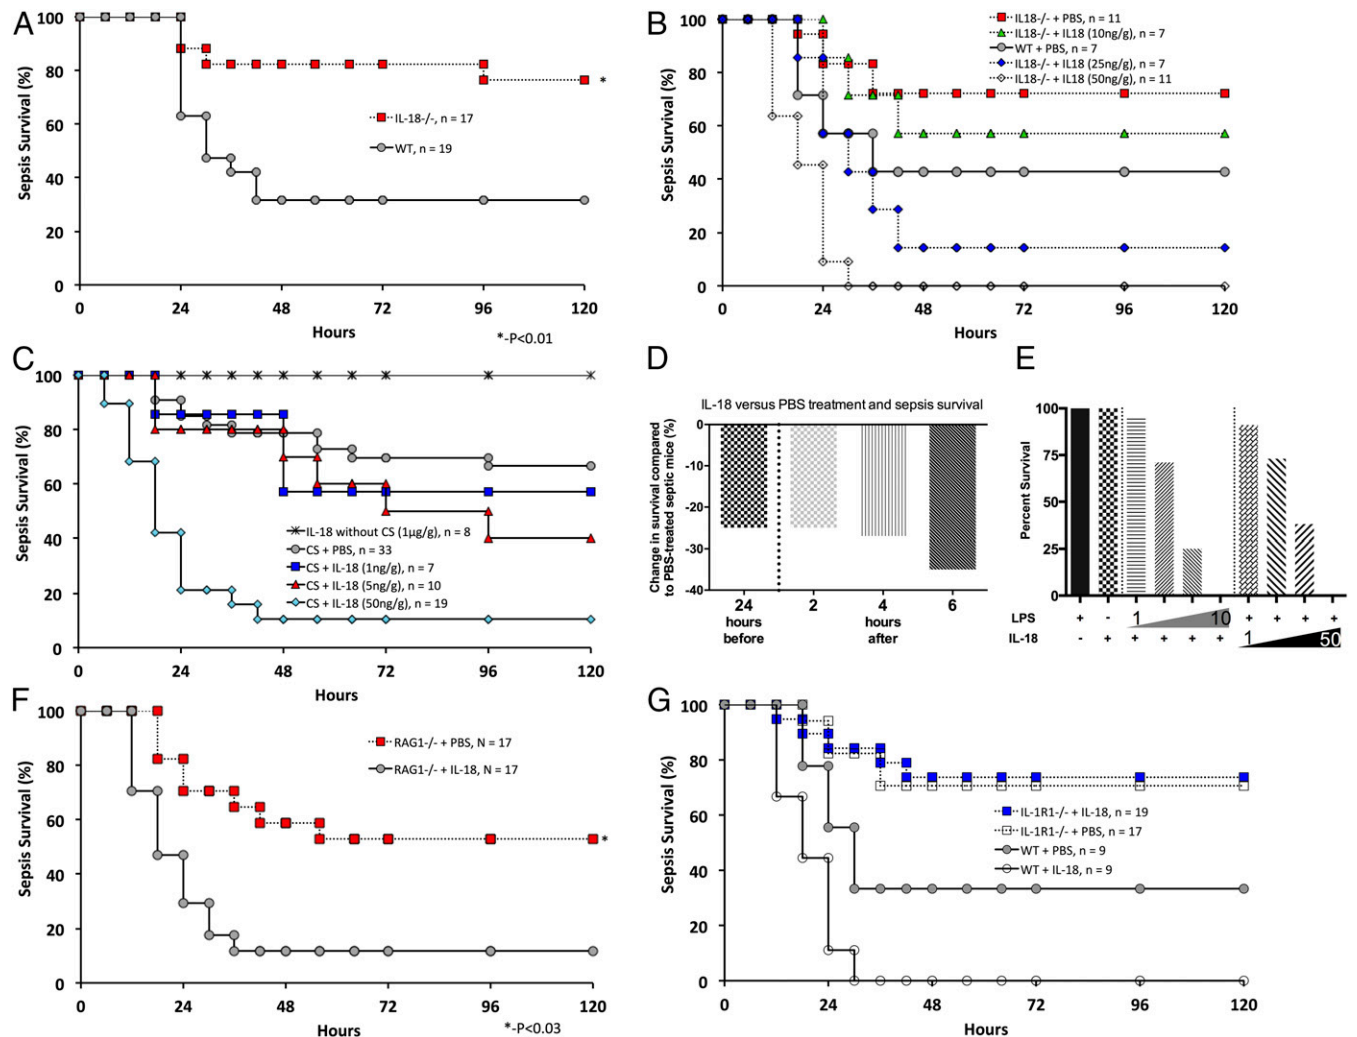 A
Sepsis Survival (%)
100
80
60
40
20
0
IL-18-/-, n = 17
WT, n = 19
*
0 24 48 72 96 120
Hours
*-P<0.01
B
Sepsis Survival (%)
100
80
60
40
20
0
IL18-/- + PBS, n = 11
IL18-/- + IL18 (10ng/g), n = 7
WT + PBS, n = 7
IL18-/- + IL18 (25ng/g), n = 7
IL18-/- + IL18 (50ng/g), n = 11
0 24 48 72 96 120
Hours
C
Sepsis Survival (%)
100
80
60
40
20
0
IL-18 without CS (1µg/g), n = 8
CS + PBS, n = 33
CS + IL-18 (1ng/g), n = 7
CS + IL-18 (5ng/g), n = 10
CS + IL-18 (50ng/g), n = 19
0 24 48 72 96 120
Hours
D
IL-18 versus PBS treatment and sepsis survival
Change in survival compared
to PBS-treated septic mice (%)
0
-10
-20
-30
-40
24 2 4 6
hours hours
before after
E
Percent Survival
100
75
50
25
0
LPS + - 1 10 + + + +
IL-18 - + + + + + 1 50
F
Sepsis Survival (%)
100
80
60
40
20
0
RAG1-/- + PBS, N = 17
RAG1-/- + IL-18, N = 17
*
0 24 48 72 96 120
Hours
*-P<0.03
G
Sepsis Survival (%)
100
80
60
40
20
0
IL-1R1-/- + IL-18, n = 19
IL-1R1-/- + PBS, n = 17
WT + PBS, n = 9
WT + IL-18, n = 9
0 24 48 72 96 120
Hours